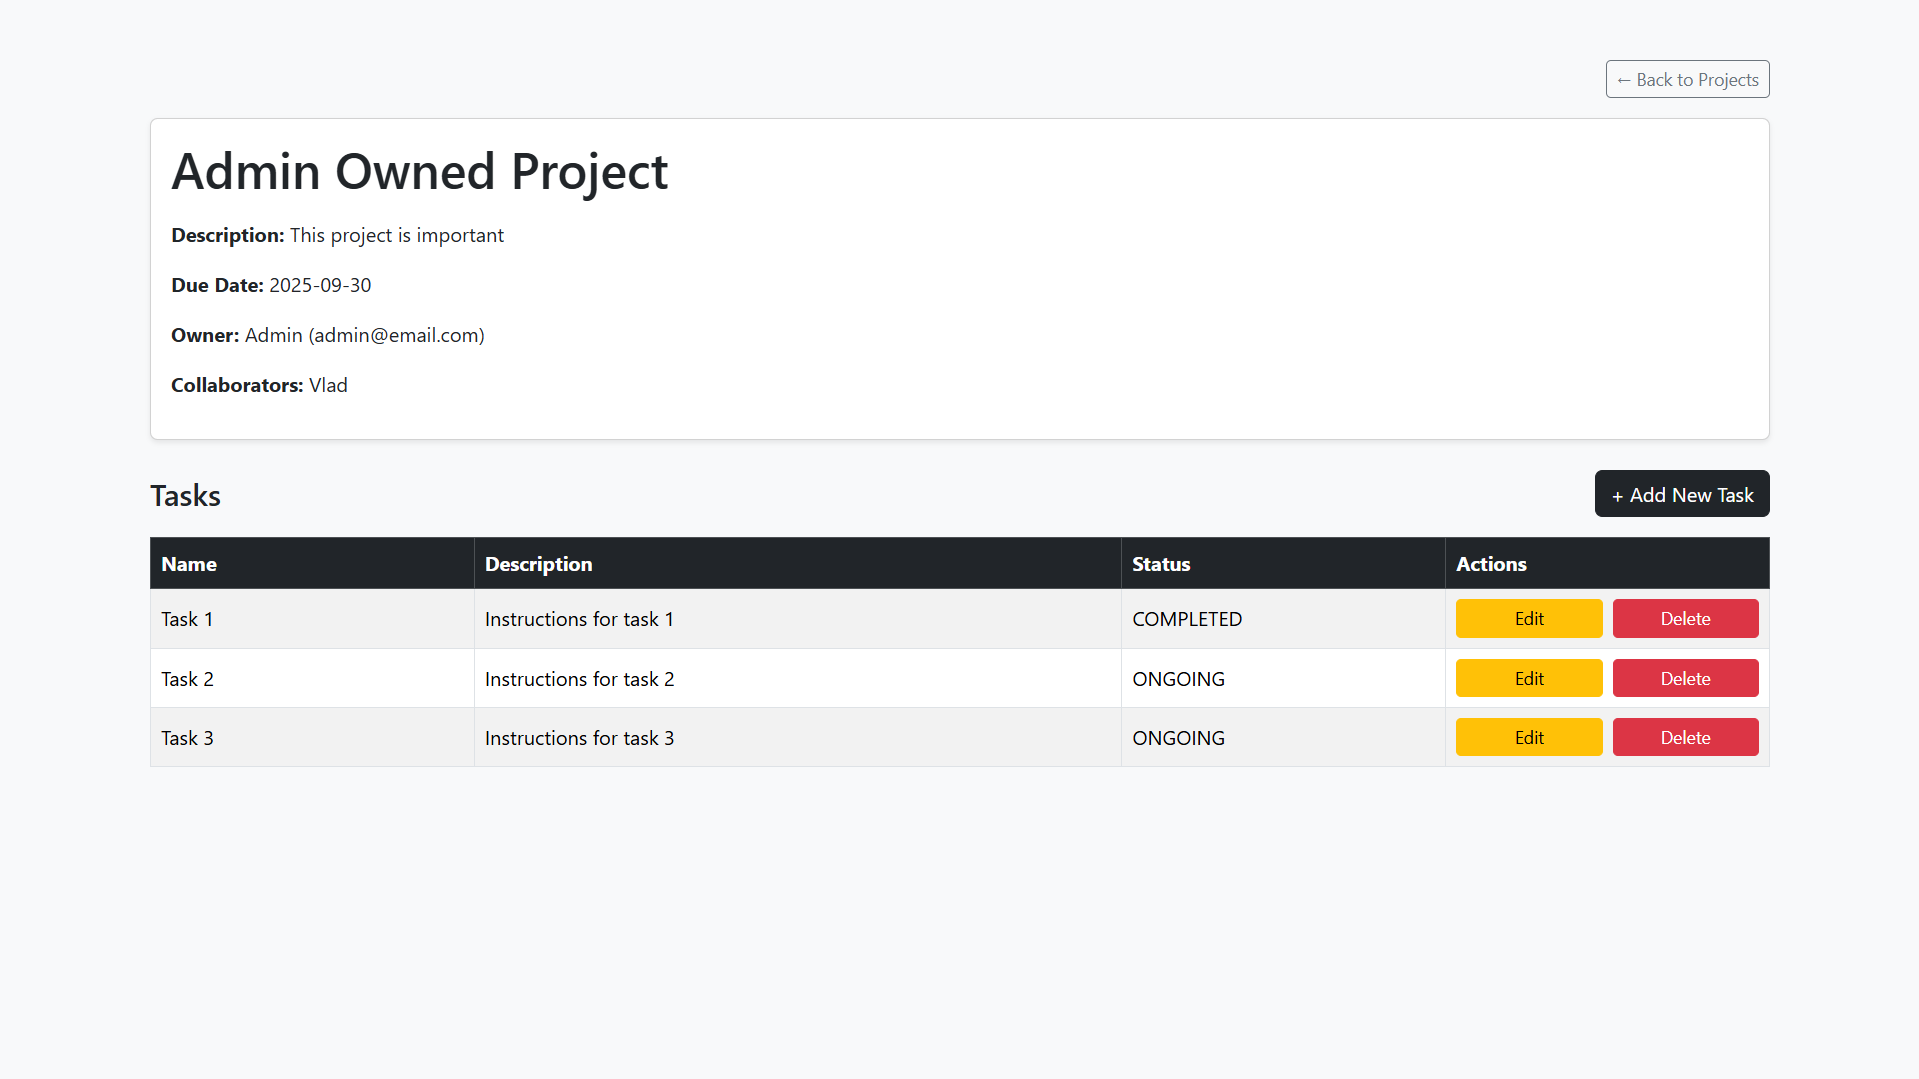 ← Back to Projects
Admin Owned Project
Description: This project is important
Due Date: 2025-09-30
Owner: Admin (admin@email.com)
Collaborators: Vlad
Tasks
+ Add New Task
Name Description Status Actions
Task 1 Instructions for task 1 COMPLETED Edit Delete
Task 2 Instructions for task 2 ONGOING Edit Delete
Task 3 Instructions for task 3 ONGOING Edit Delete